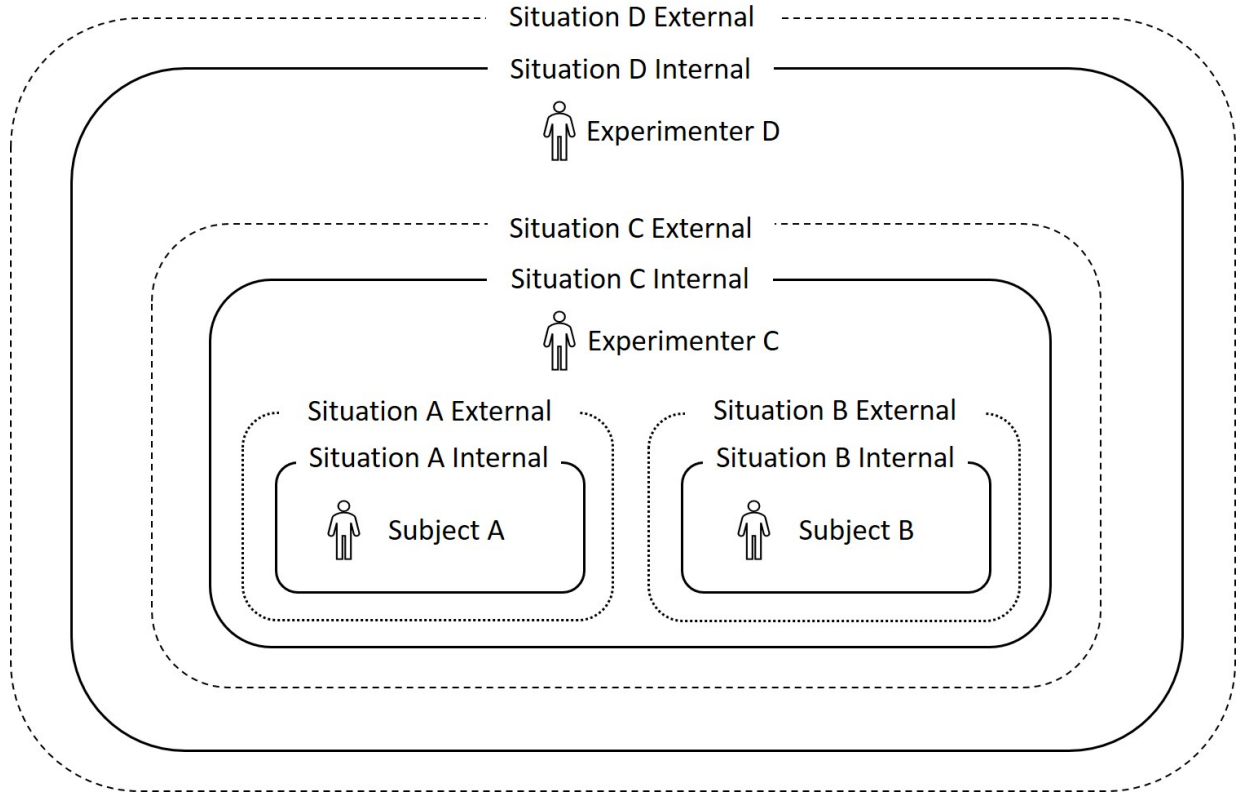 Situation D External
Situation D Internal
Experimenter D
Situation C External
Situation C Internal
Experimenter C
Situation A External
Situation B External
Situation A Internal
Situation B Internal
Subject A
Subject B